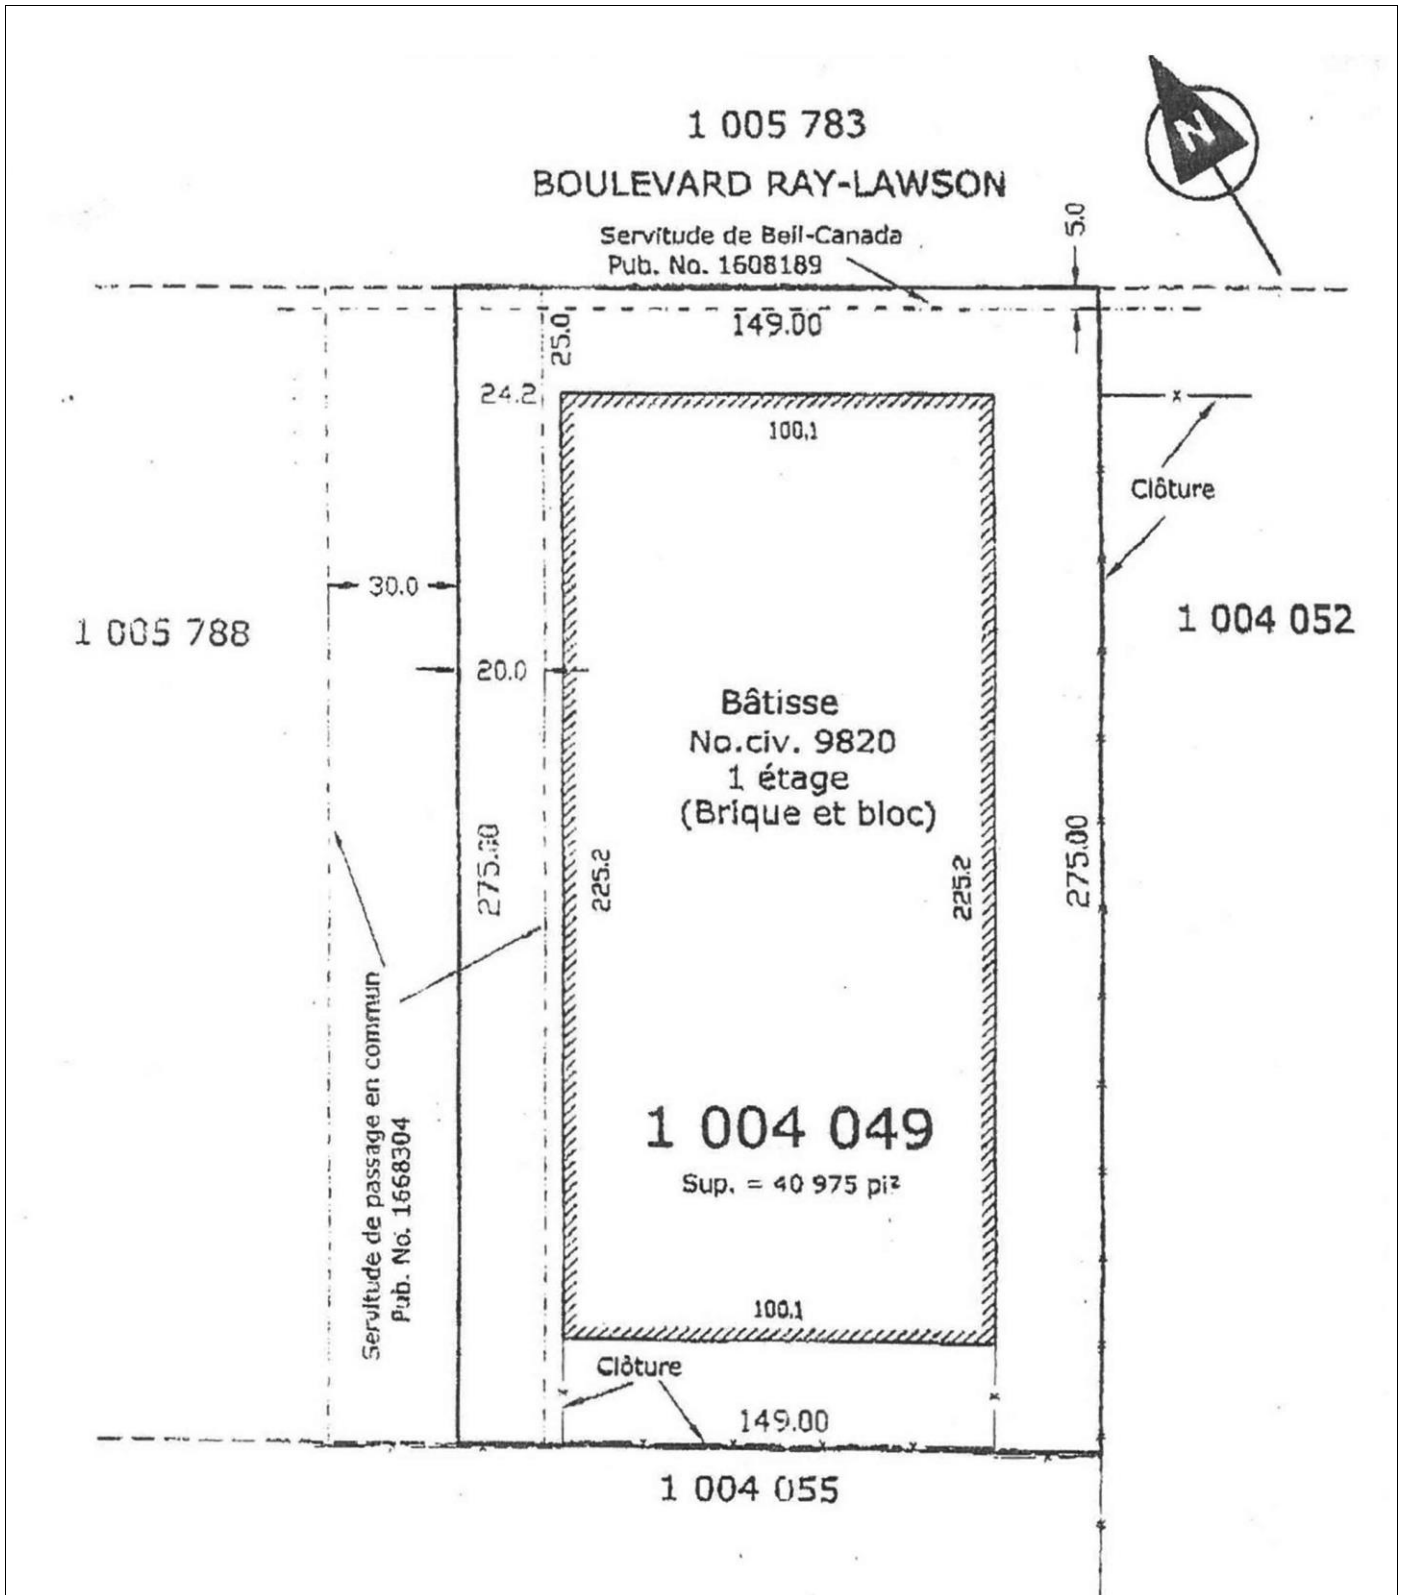 1 005 783
BOULEVARD RAY-LAWSON
N
Servitude de Bell-Canada
Pub. No. 1608189
5.0
149.00
25.0
24.2
100,1
Clôture
30.0
1 005 788
1 004 052
20.0
Bâtisse
No.civ. 9820
1 étage
(Brique et bloc)
275.00
225.2
225.2
275.00
Servitude de passage en commun
Pub. No. 1668304
1 004 049
Sup. = 40 975 pi²
100.1
Clôture
149.00
1 004 055